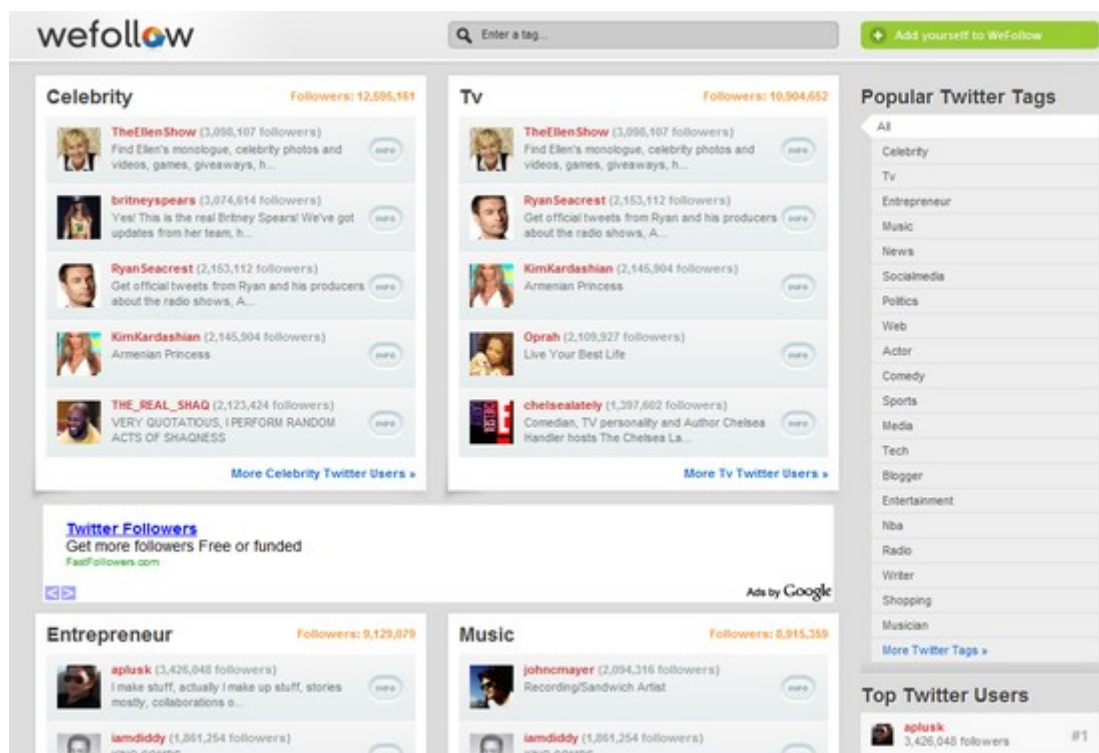 wefollow
Enter a tag...
Add yourself to WeFollow
Celebrity
Followers: 12,595,161
TheEllenShow (3,098,107 followers)
Find Ellen's monologue, celebrity photos and
videos, games, giveaways, h...
info
britneyspears (3,074,614 followers)
Yes! This is the real Britney Spears! We've got
updates from her team, h...
info
RyanSeacrest (2,153,112 followers)
Get official tweets from Ryan and his producers
about the radio shows, A...
info
KimKardashian (2,145,904 followers)
Armenian Princess
info
THE_REAL_SHAQ (2,123,424 followers)
VERY QUOTATIOUS, I PERFORM RANDOM
ACTS OF SHAQNESS
info
More Celebrity Twitter Users »
Tv
Followers: 10,904,652
TheEllenShow (3,098,107 followers)
Find Ellen's monologue, celebrity photos and
videos, games, giveaways, h...
info
RyanSeacrest (2,153,112 followers)
Get official tweets from Ryan and his producers
about the radio shows, A...
info
KimKardashian (2,145,904 followers)
Armenian Princess
info
Oprah (2,109,927 followers)
Live Your Best Life
info
chelsealately (1,397,602 followers)
Comedian, TV personality and Author Chelsea
Handler hosts The Chelsea La...
info
More Tv Twitter Users »
Twitter Followers
Get more followers Free or funded
FastFollowers.com
Ads by Google
Entrepreneur
Followers: 9,129,079
aplusk (3,426,048 followers)
I make stuff, actually I make up stuff, stories
mostly, collaborations o...
info
iamdiddy (1,861,254 followers)
Music
Followers: 8,915,359
johncmayer (2,094,316 followers)
Recording/Sandwich Artist
info
iamdiddy (1,861,254 followers)
Popular Twitter Tags
All
Celebrity
Tv
Entrepreneur
Music
News
Socialmedia
Politics
Web
Actor
Comedy
Sports
Media
Tech
Blogger
Entertainment
Nba
Radio
Writer
Shopping
Musician
More Twitter Tags »
Top Twitter Users
aplusk
3,426,048 followers
#1